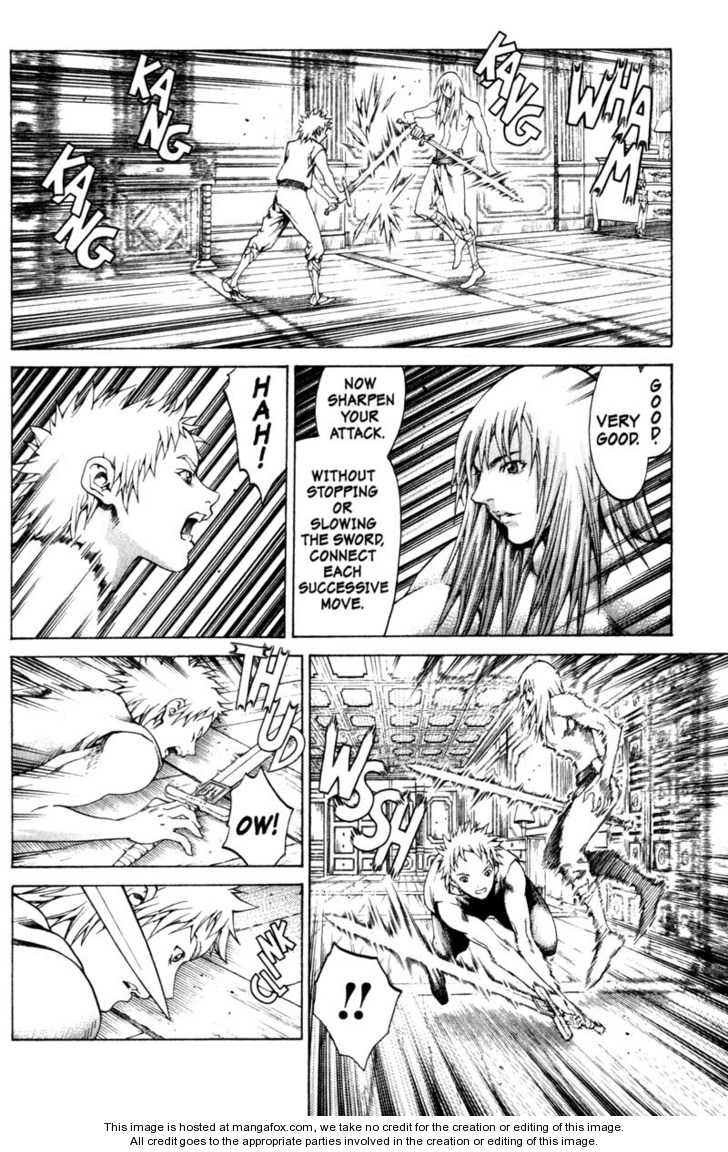 WHAM
KANG
KANG
KANG
GOOD.
VERY
GOOD.
NOW
SHARPEN
YOUR
ATTACK.
WITHOUT
STOPPING
OR
SLOWING
THE SWORD,
CONNECT
EACH
SUCCESSIVE
MOVE.
HAH!
WSSH
!!
THUD
OW!
CLINK
This image is hosted at mangafox.com, we take no credit for the creation or editing of this image.
All credit goes to the appropriate parties involved in the creation or editing of this image.